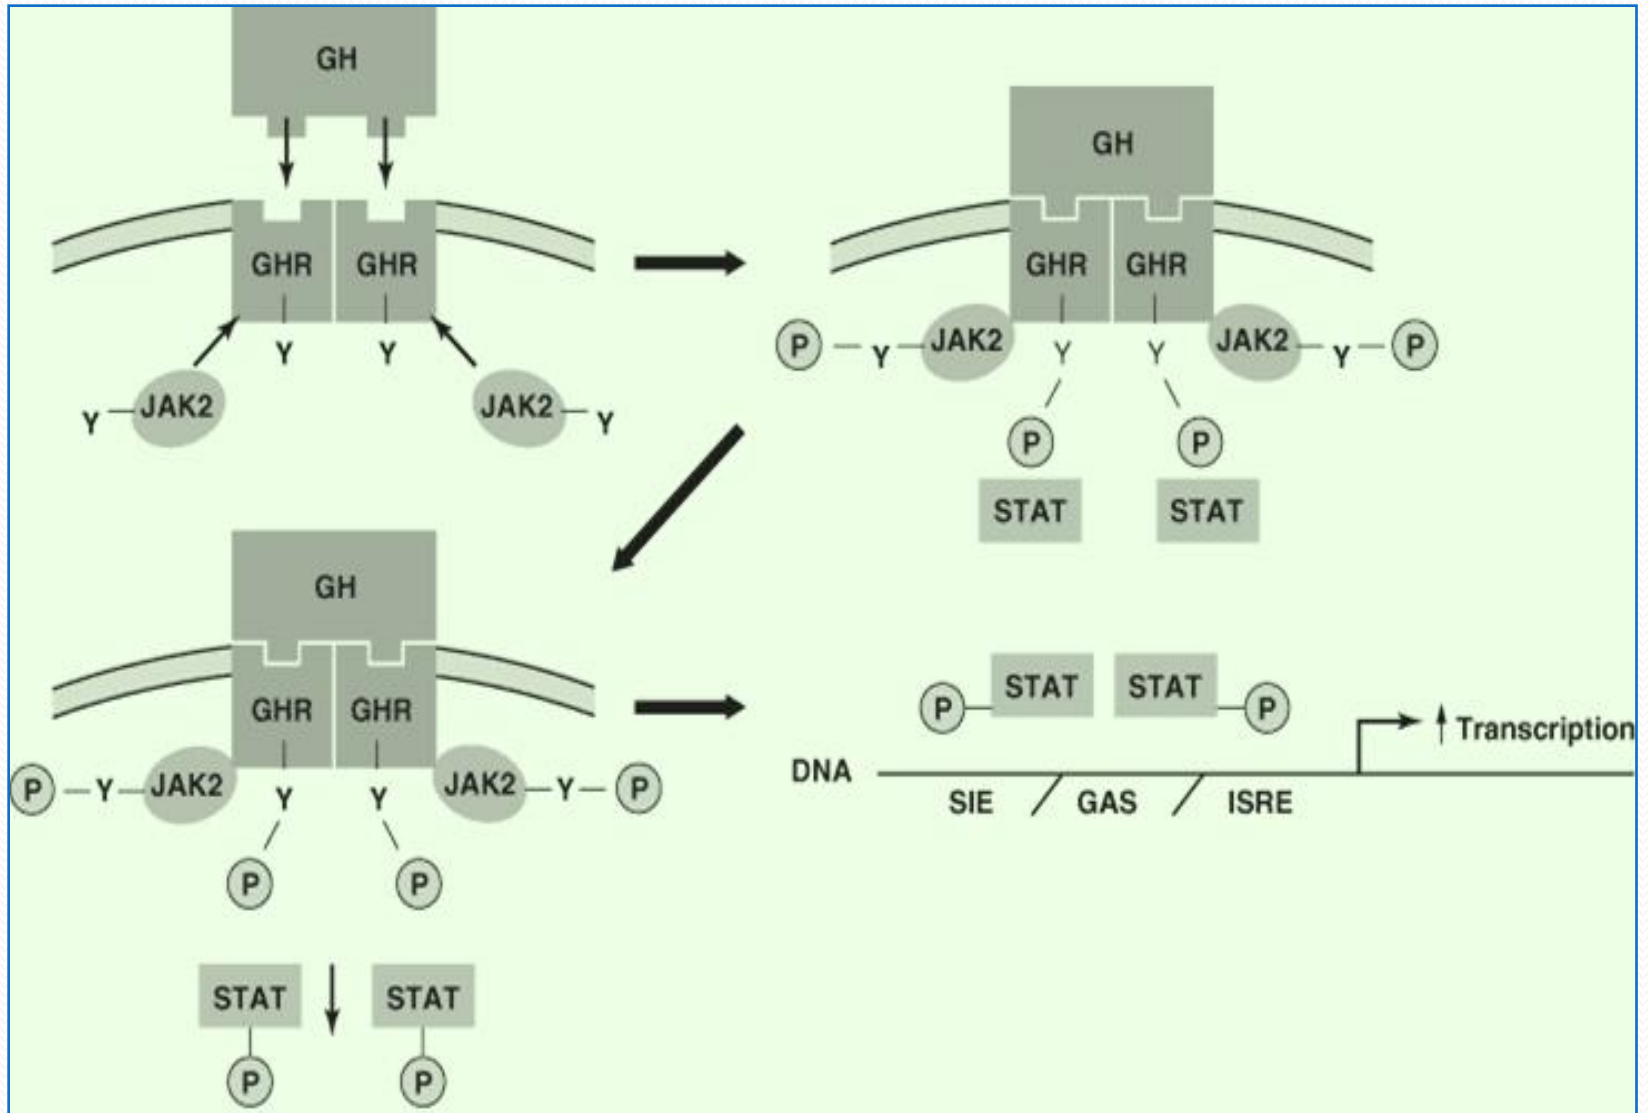 GH
GHR GHR
Y Y
Y JAK2 JAK2 Y
GH
GHR GHR
P Y JAK2 Y Y JAK2 Y P
P P
STAT STAT
GH
GHR GHR
P Y JAK2 Y Y JAK2 Y P
P P
STAT STAT
P P
P STAT STAT P
Transcription
DNA
SIE / GAS / ISRE